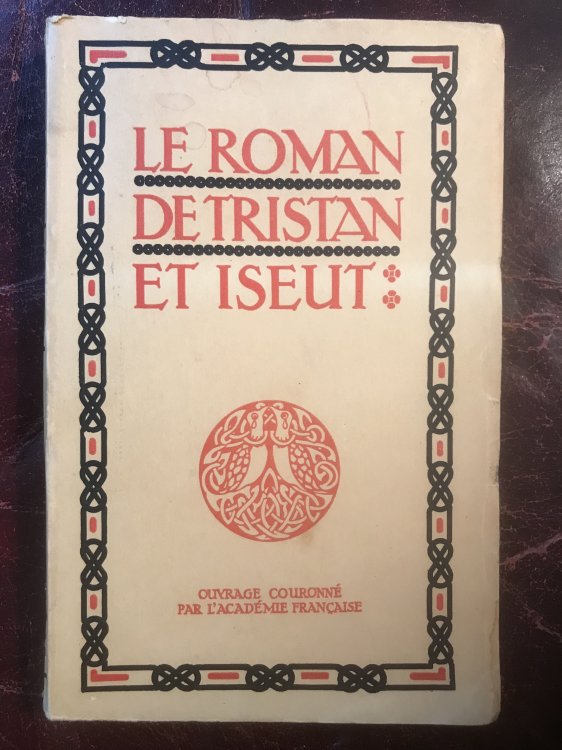 LE ROMAN
DE TRISTAN
ET ISEUT
OUVRAGE COURONNÉ
PAR L'ACADÉMIE FRANÇAISE